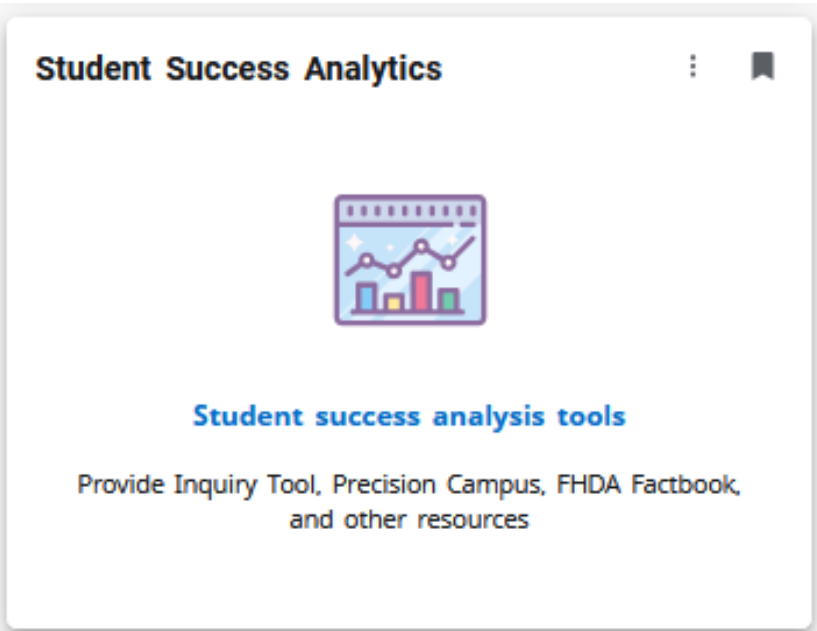 Student Success Analytics
Student success analysis tools
Provide Inquiry Tool, Precision Campus, FHDA Factbook,
and other resources